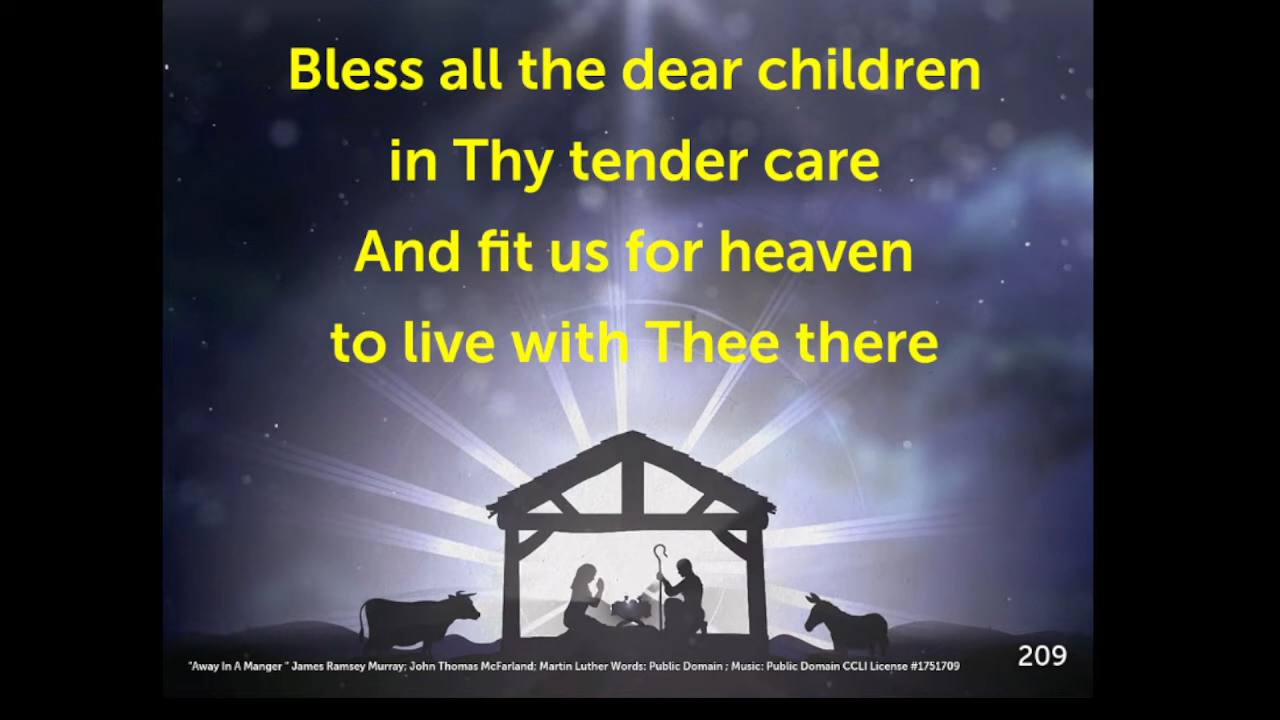 Bless all the dear children
in Thy tender care
And fit us for heaven
to live with Thee there
"Away In A Manger " James Ramsey Murray; John Thomas McFarland; Martin Luther Words: Public Domain ; Music: Public Domain CCLI License #1751709
209